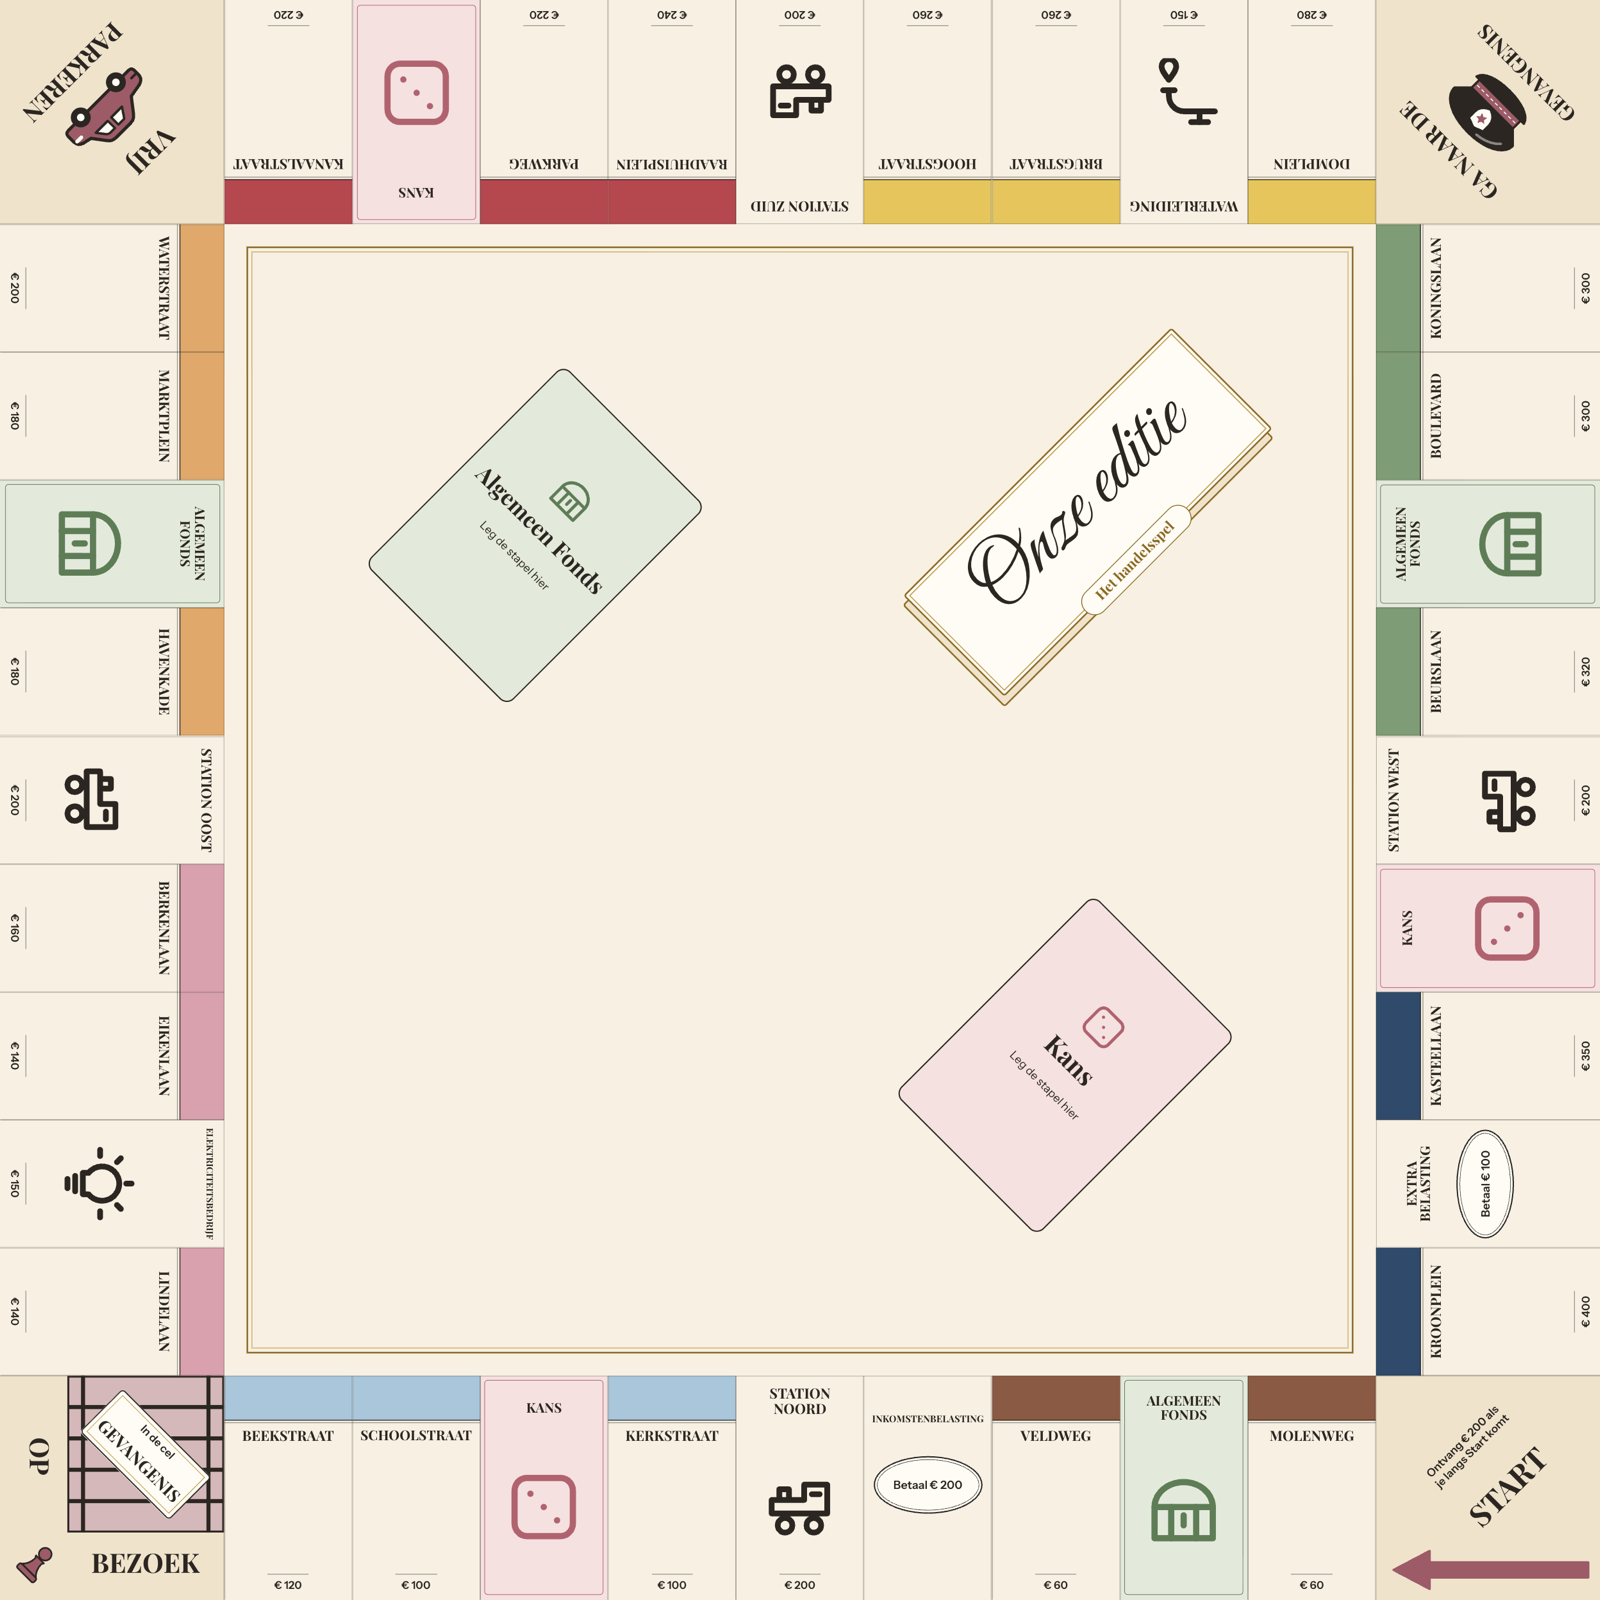 VRIJ
PARKEREN
KANAALSTRAAT
€ 220
KANS
PARKWEG
€ 220
RAADHUISPLEIN
€ 240
STATION ZUID
€ 200
HOOGSTRAAT
€ 260
BRUGSTRAAT
€ 260
WATERLEIDING
€ 150
DOMPLEIN
€ 280
GA NAAR DE
GEVANGENIS
WATERSTRAAT
€ 200
MARKTPLEIN
€ 180
ALGEMEEN
FONDS
HAVENKADE
€ 180
STATION OOST
€ 200
BERKENLAAN
€ 160
EIKENLAAN
€ 140
ELEKTRICITEITSBEDRIJF
€ 150
LINDELAAN
€ 140
Algemeen Fonds
Leg de stapel hier
Onze editie
Het handelsspel
Kans
Leg de stapel hier
KONINGSLAAN
€ 300
BOULEVARD
€ 300
ALGEMEEN
FONDS
BEURSLAAN
€ 320
STATION WEST
€ 200
KANS
KASTEELLAAN
€ 350
EXTRA
BELASTING
Betaal € 100
KROONPLEIN
€ 400
In de cel
GEVANGENIS
OP
BEZOEK
BEEKSTRAAT
€ 120
SCHOOLSTRAAT
€ 100
KANS
KERKSTRAAT
€ 100
STATION
NOORD
€ 200
INKOMSTENBELASTING
Betaal € 200
VELDWEG
€ 60
ALGEMEEN
FONDS
MOLENWEG
€ 60
Ontvang € 200 als
je langs Start komt
START